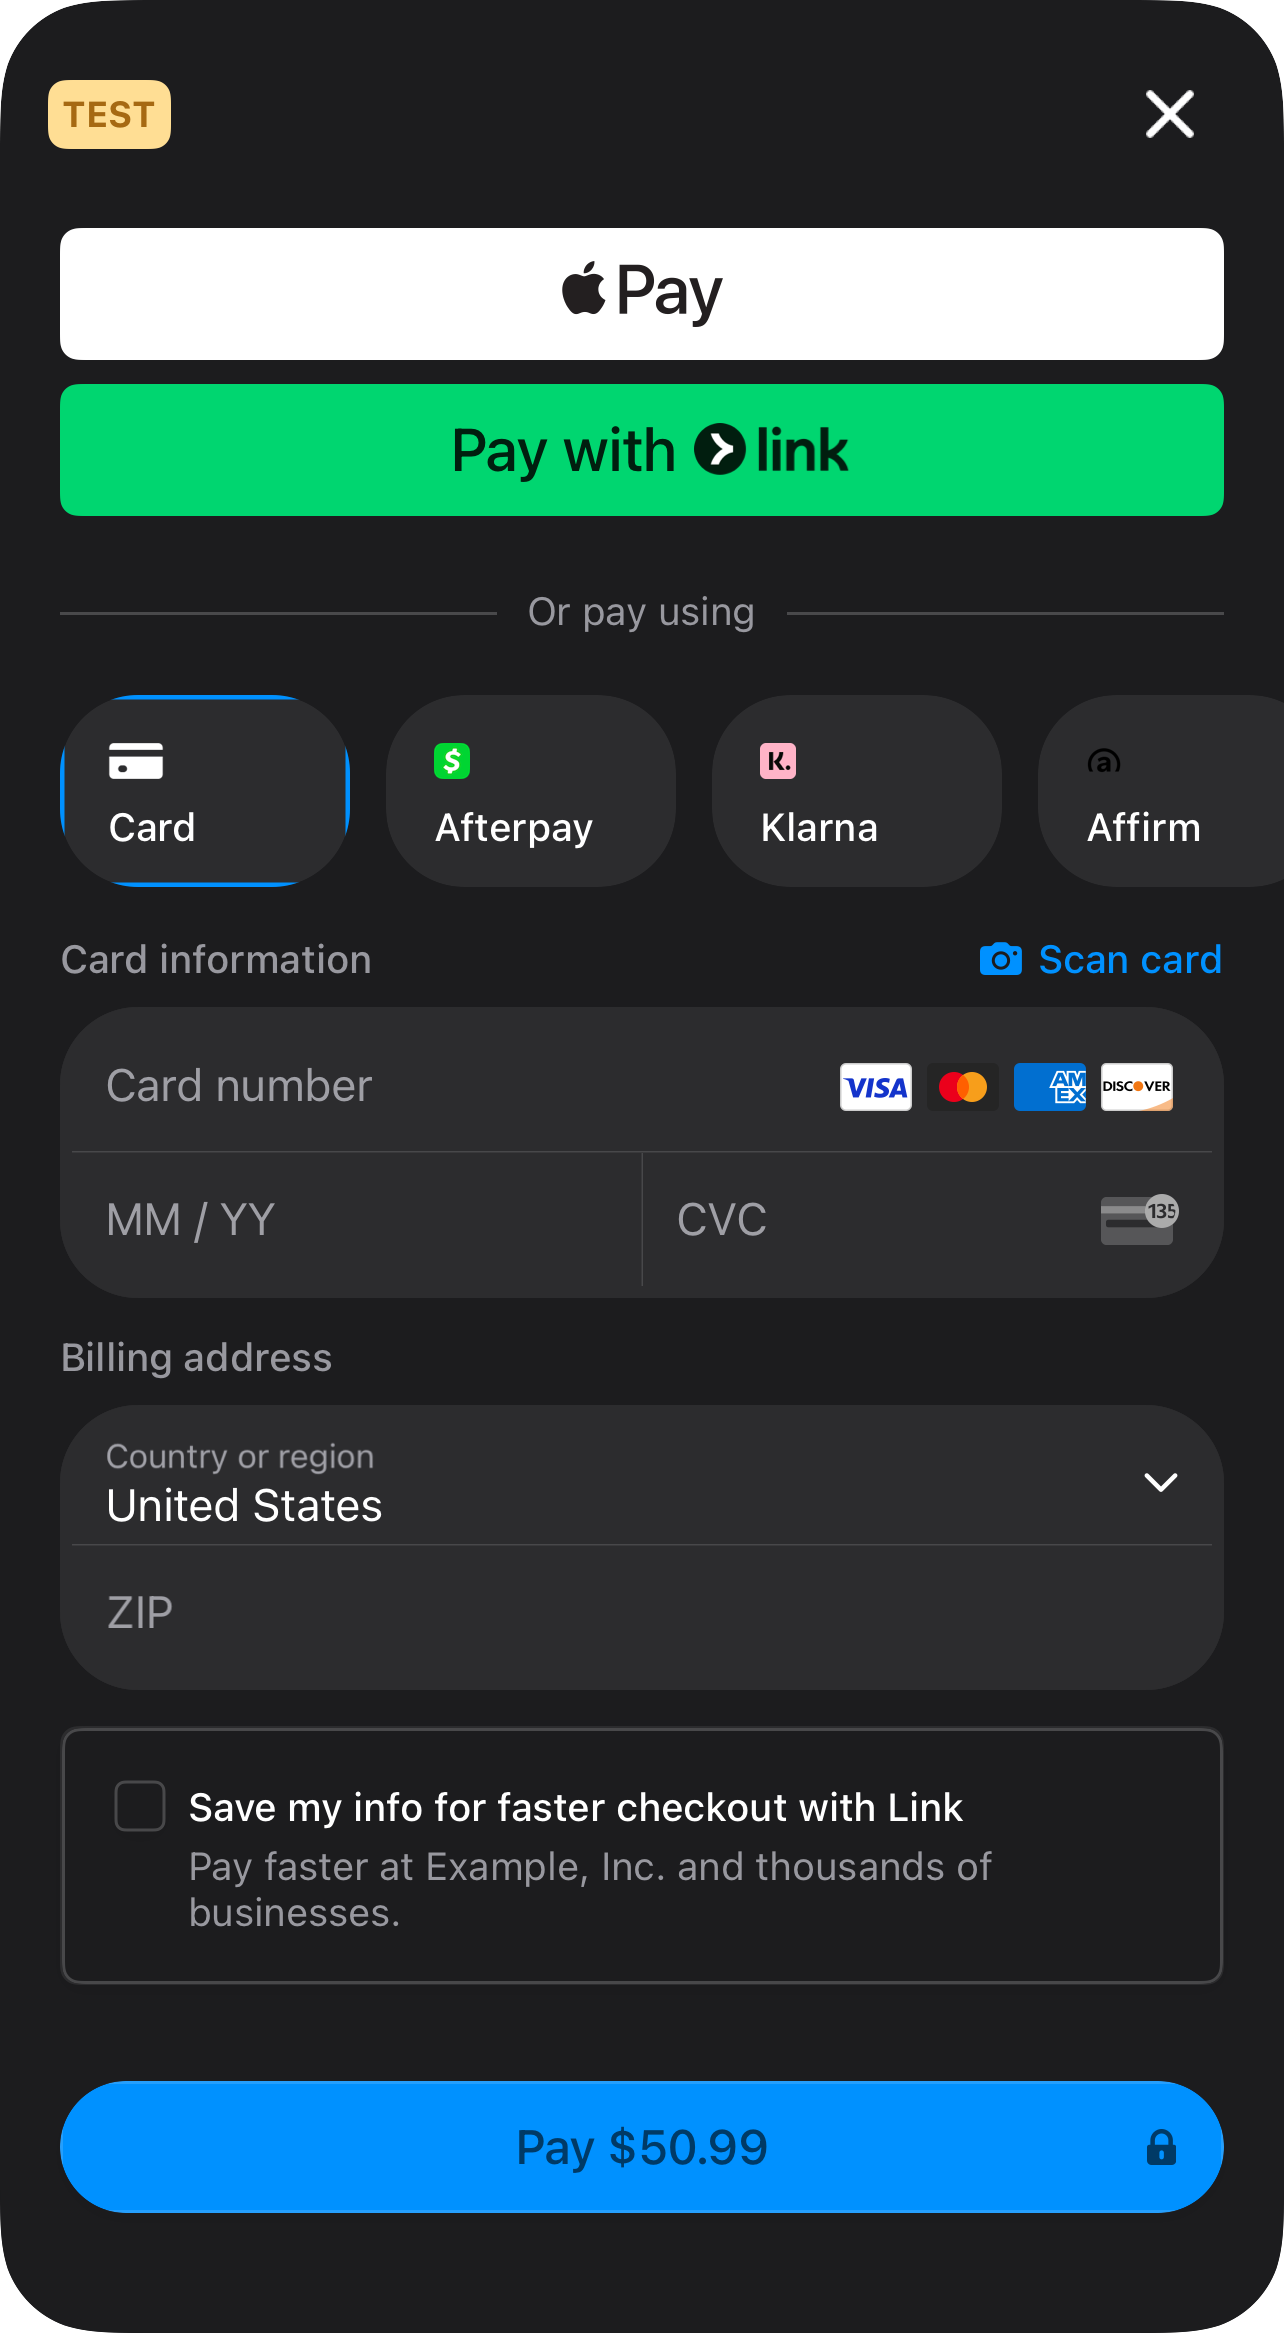 TEST
Pay
Pay with link
Or pay using
Card
Afterpay
Klarna
Affirm
Card information
Scan card
Card number
VISA
AM
EX
DISCOVER
MM / YY
CVC
135
Billing address
Country or region
United States
ZIP
Save my info for faster checkout with Link
Pay faster at Example, Inc. and thousands of
businesses.
Pay $50.99